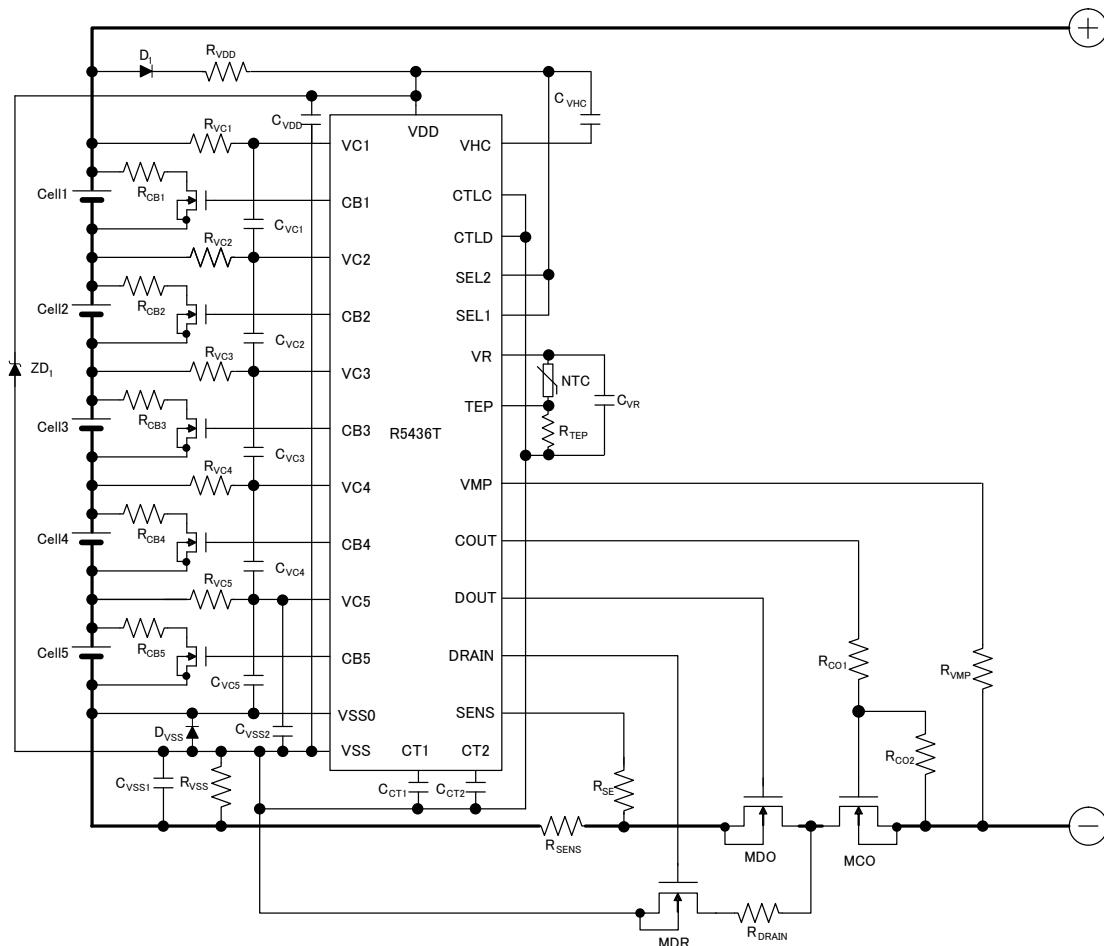 +
D1
RVDD
CVHC
CVDD
VDD
RVC1
VC1
VHC
Cell1
RCB1
CB1
CTLC
CVC1
CTLD
RVC2
VC2
SEL2
Cell2
RCB2
CB2
SEL1
CVC2
RVC3
VR
ZD1
VC3
NTC
CVR
TEP
Cell3
RCB3
CB3
R5436T
RTEP
CVC3
RVC4
VC4
VMP
Cell4
RCB4
CB4
COUT
CVC4
RVC5
VC5
DOUT
Cell5
RCB5
CB5
DRAIN
RCO1
RVMP
CVC5
VSS0
SENS
DVSS
CVSS2
VSS
CT1
CT2
RCO2
CVSS1
RVSS
CCT1
CCT2
RSE
−
RSENS
MDO
MCO
MDR
RDRAIN